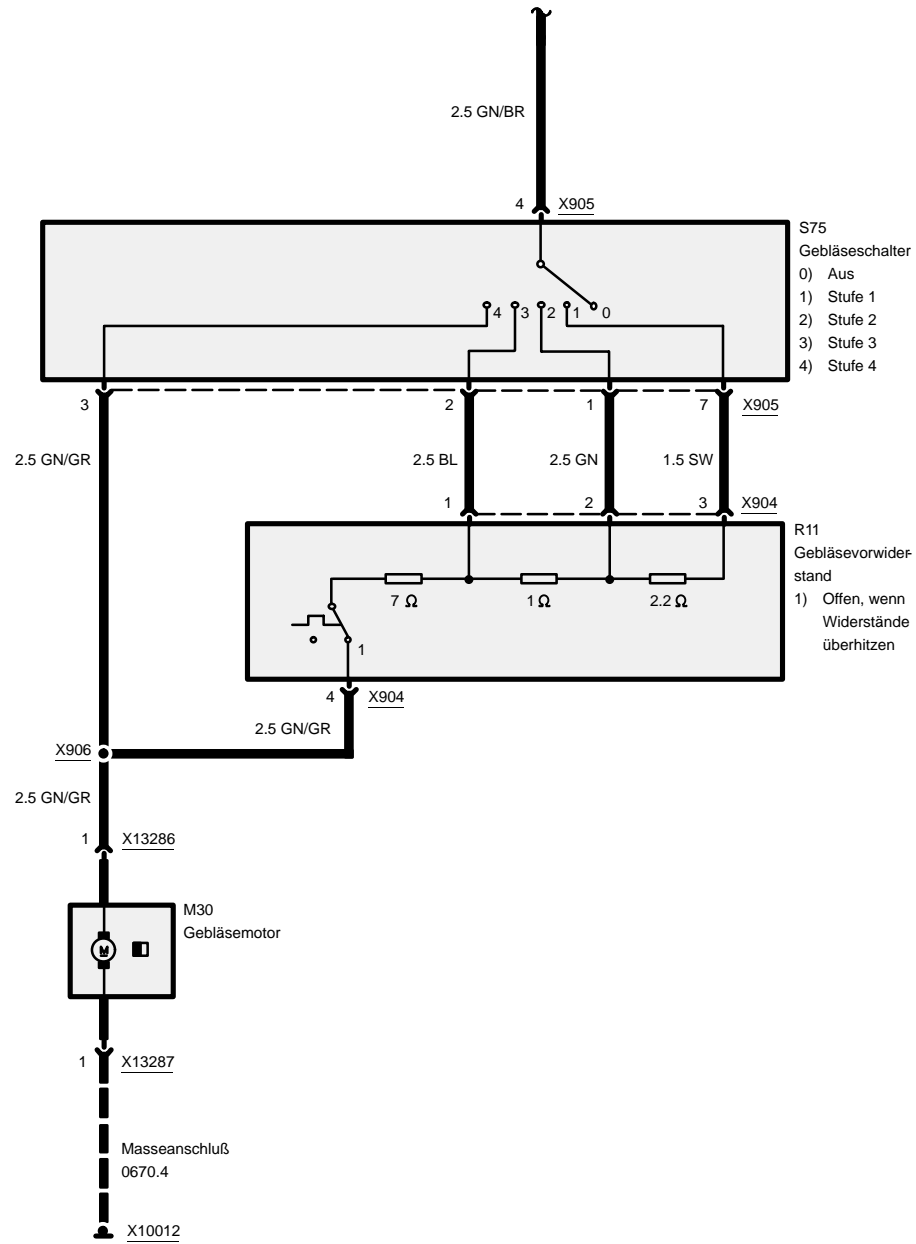 2.5 GN/BR
4 X905
S75
Gebläseschalter
0) Aus
1) Stufe 1
2) Stufe 2
3) Stufe 3
4) Stufe 4
4 3 2 1 0
3 2 1 7 X905
2.5 GN/GR 2.5 BL 2.5 GN 1.5 SW
1 2 3 X904
R11
Gebläsevorwider-
stand
1) Offen, wenn
Widerstände
überhitzen
7 Ω 1 Ω 2.2 Ω
1
4 X904
2.5 GN/GR
X906
2.5 GN/GR
1 X13286
M30
Gebläsemotor
M
1 X13287
Masseanschluß
0670.4
X10012